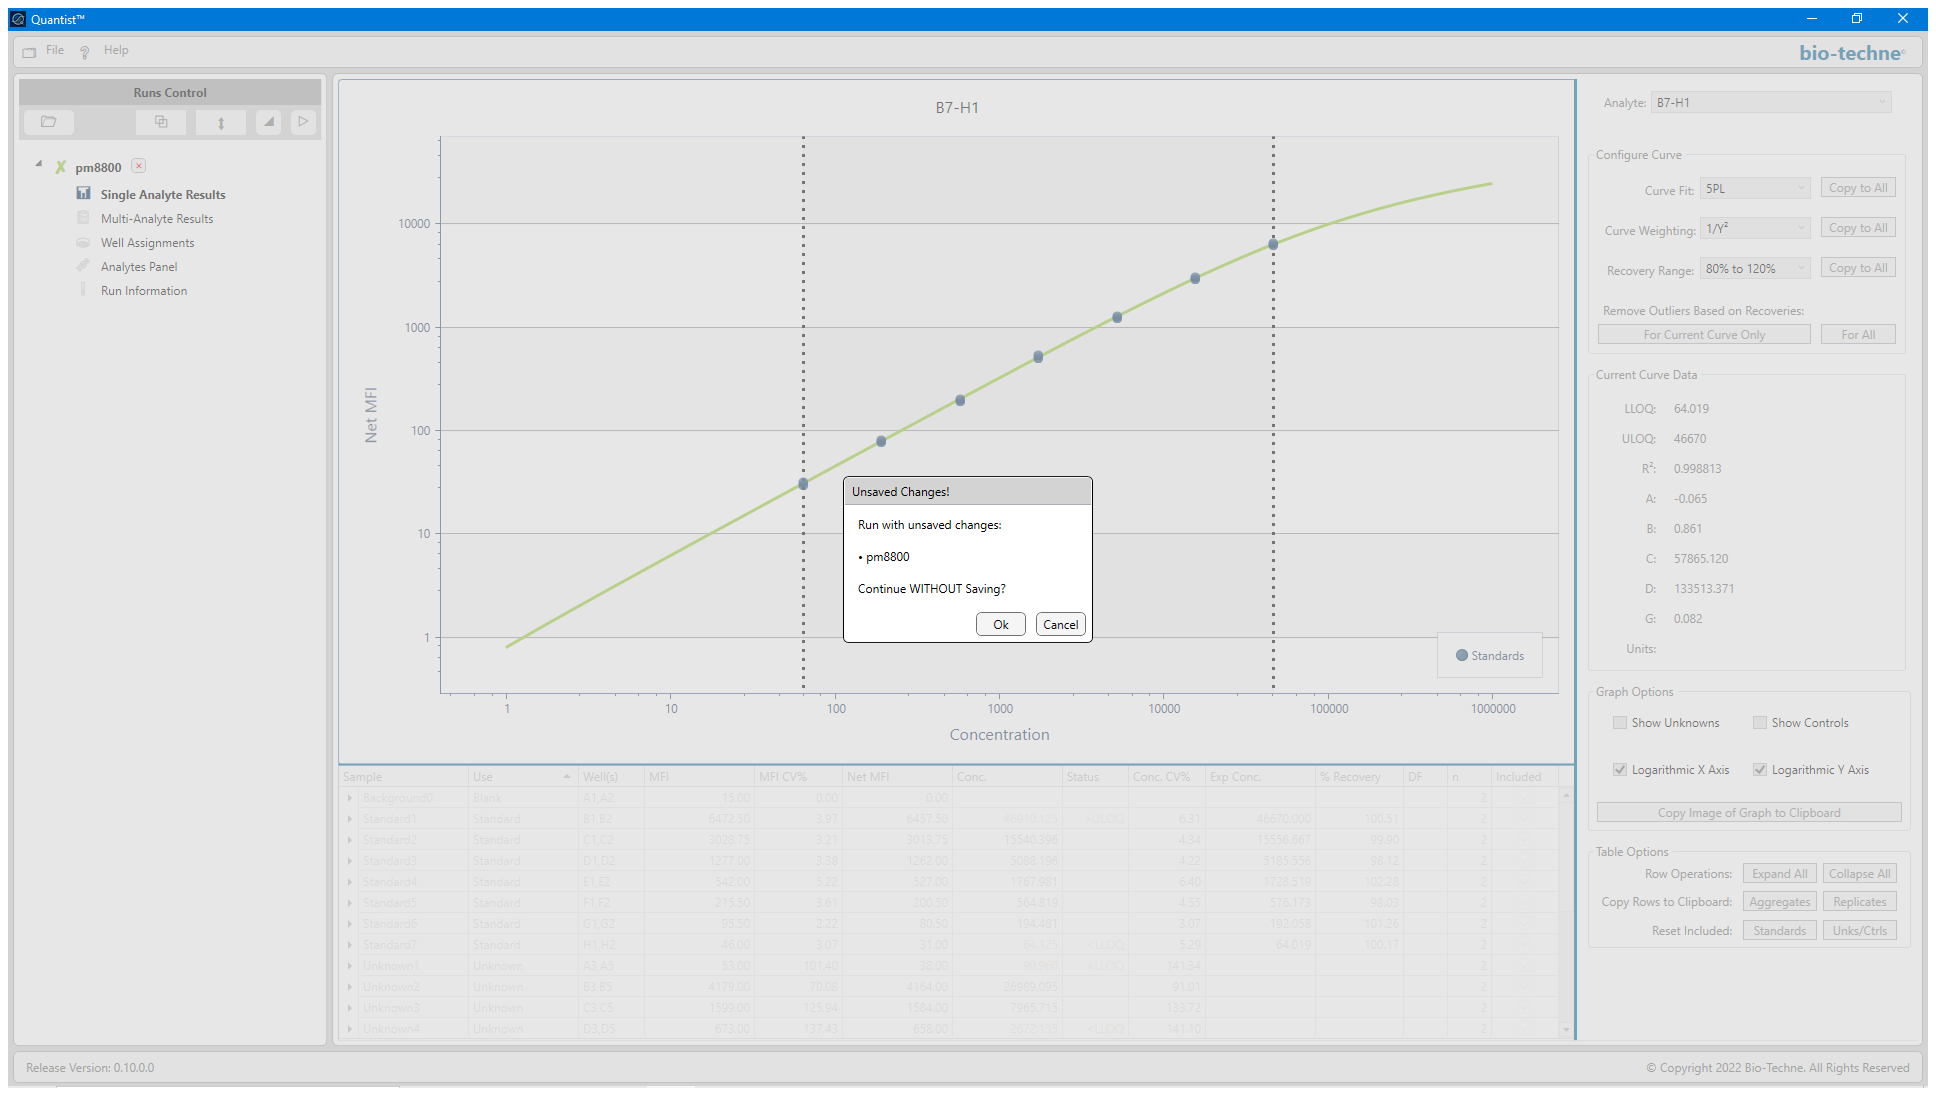 Quantist™
File Help
bio-techne
Runs Control
pm8800
Single Analyte Results
Multi-Analyte Results
Well Assignments
Analytes Panel
Run Information
B7-H1
Net MFI
10000
1000
100
10
1
1 10 100 1000 10000 100000 1000000
Concentration
Standards
Unsaved Changes!
Run with unsaved changes:
• pm8800
Continue WITHOUT Saving?
Ok Cancel
Sample Use Well(s) MFI MFI CV% Net MFI Conc. Status Conc. CV% Exp Conc. % Recovery DF n Included
Background0 Blank A1,A2 15.00 0.00 0.00 2
Standard1 Standard B1,B2 6472.50 3.97 6457.50 >ULOQ 6.31 46670.000 100.51 2
Standard2 Standard C1,C2 3028.75 3.21 3013.75 15540.396 4.34 15556.667 99.90 2
Standard3 Standard D1,D2 1277.00 3.38 1262.00 5088.196 4.22 5185.556 98.12 2
Standard4 Standard E1,E2 542.00 5.22 527.00 1767.981 6.40 1728.519 102.28 2
Standard5 Standard F1,F2 215.50 3.61 200.50 564.819 4.55 576.173 98.03 2
Standard6 Standard G1,G2 95.50 2.22 80.50 194.481 3.07 192.058 101.26 2
Standard7 Standard H1,H2 46.00 3.07 31.00 64.125 <LLOQ 5.29 64.019 100.17 2
Unknown1 Unknown A3,A5 53.00 101.40 38.00 <LLOQ 141.34 2
Unknown2 Unknown B3,B5 4179.00 70.08 4164.00 26989.095 91.01 2
Unknown3 Unknown C3,C5 1599.00 125.94 1584.00 7965.715 133.72 2
Unknown4 Unknown D3,D5 673.00 137.43 658.00 <LLOQ 141.10 2
Analyte: B7-H1
Configure Curve
Curve Fit: 5PL Copy to All
Curve Weighting: 1/Y² Copy to All
Recovery Range: 80% to 120% Copy to All
Remove Outliers Based on Recoveries:
For Current Curve Only For All
Current Curve Data
LLOQ: 64.019
ULOQ: 46670
R²: 0.998813
A: -0.065
B: 0.861
C: 57865.120
D: 133513.371
G: 0.082
Units:
Graph Options
Show Unknowns Show Controls
Logarithmic X Axis Logarithmic Y Axis
Copy Image of Graph to Clipboard
Table Options
Row Operations: Expand All Collapse All
Copy Rows to Clipboard: Aggregates Replicates
Reset Included: Standards Unks/Ctrls
Release Version: 0.10.0.0
© Copyright 2022 Bio-Techne. All Rights Reserved